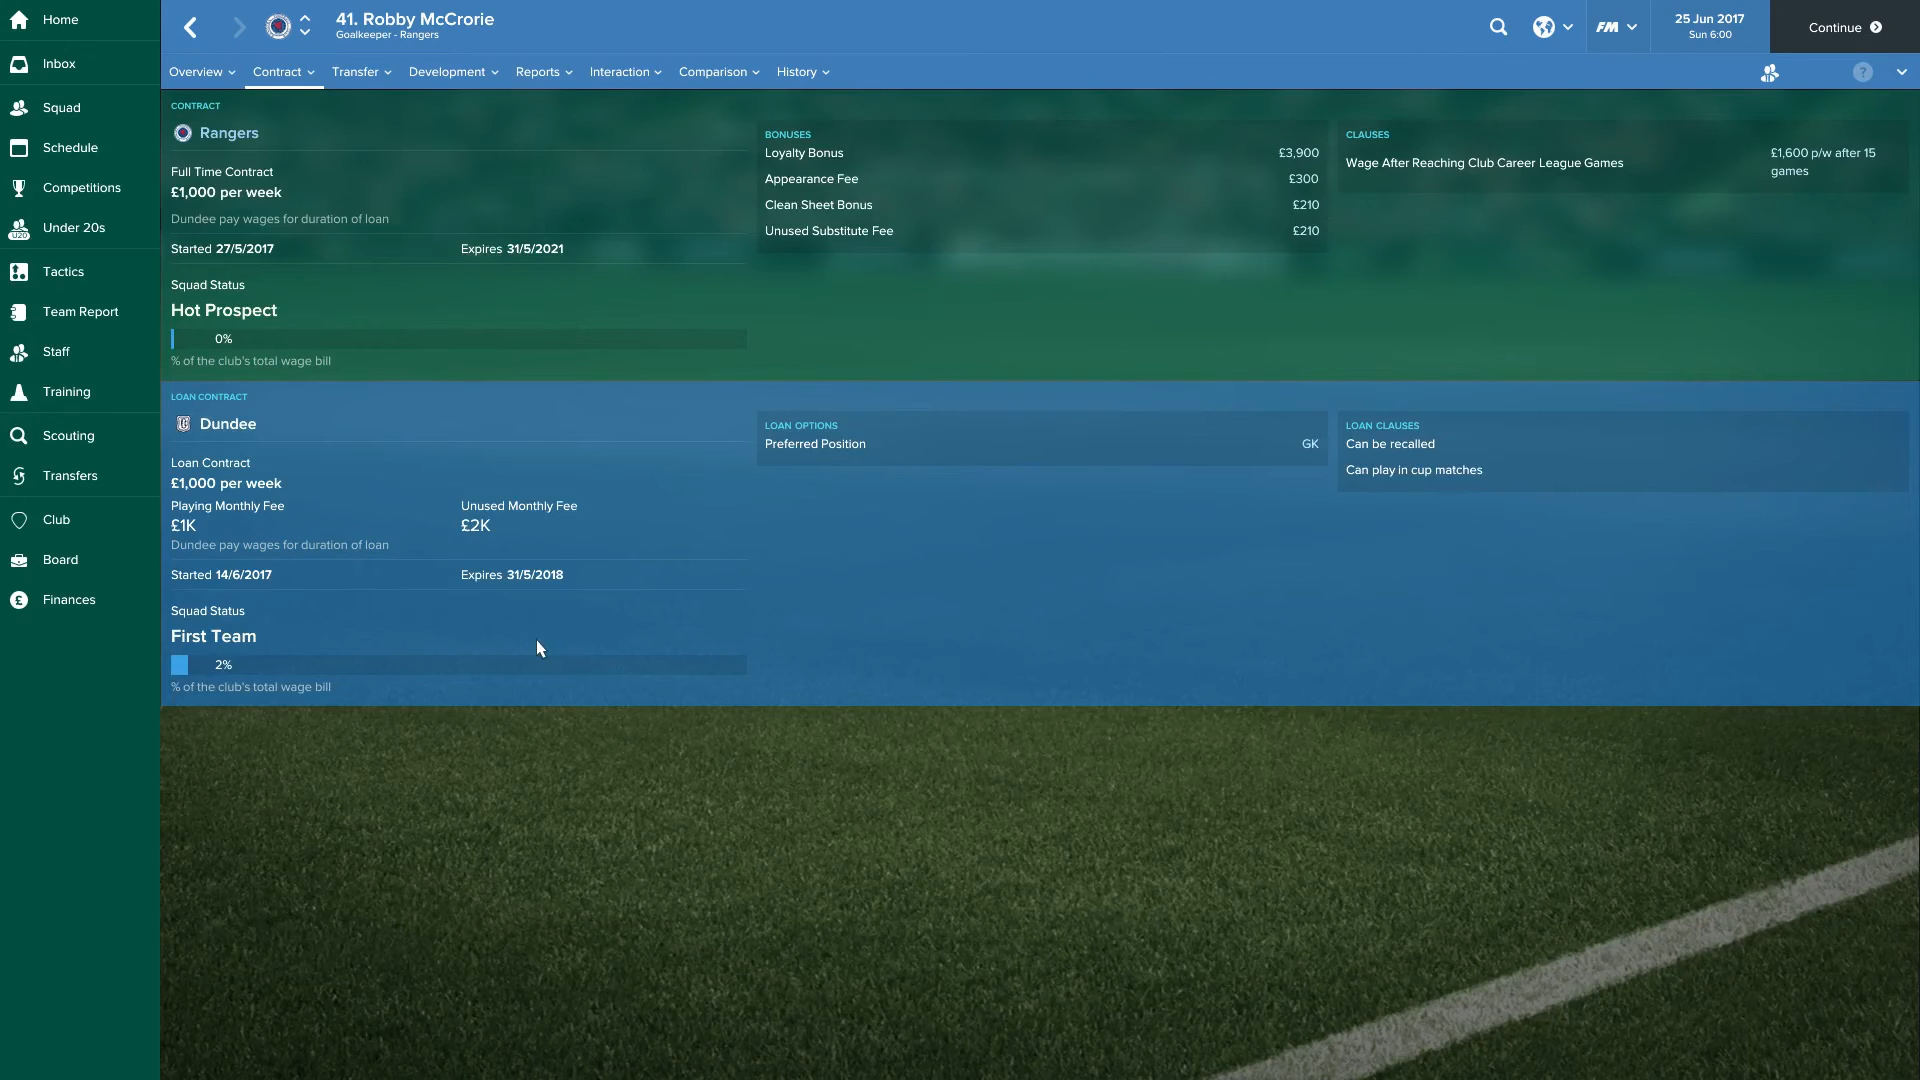 Home
Inbox
Squad
Schedule
Competitions
U20
Under 20s
Tactics
Team Report
Staff
Training
Scouting
Transfers
Club
Board
£
Finances
41. Robby McCrorie
Goalkeeper - Rangers
FM
25 Jun 2017
Sun 6:00
Continue
Overview
Contract
Transfer
Development
Reports
Interaction
Comparison
History
?
CONTRACT
Rangers
Full Time Contract
£1,000 per week
Dundee pay wages for duration of loan
Started 27/5/2017
Expires 31/5/2021
Squad Status
Hot Prospect
0%
% of the club's total wage bill
BONUSES
Loyalty Bonus £3,900
Appearance Fee £300
Clean Sheet Bonus £210
Unused Substitute Fee £210
CLAUSES
Wage After Reaching Club Career League Games
£1,600 p/w after 15
games
LOAN CONTRACT
Dundee
Loan Contract
£1,000 per week
Playing Monthly Fee
£1K
Unused Monthly Fee
£2K
Dundee pay wages for duration of loan
Started 14/6/2017
Expires 31/5/2018
Squad Status
First Team
2%
% of the club's total wage bill
LOAN OPTIONS
Preferred Position GK
LOAN CLAUSES
Can be recalled
Can play in cup matches